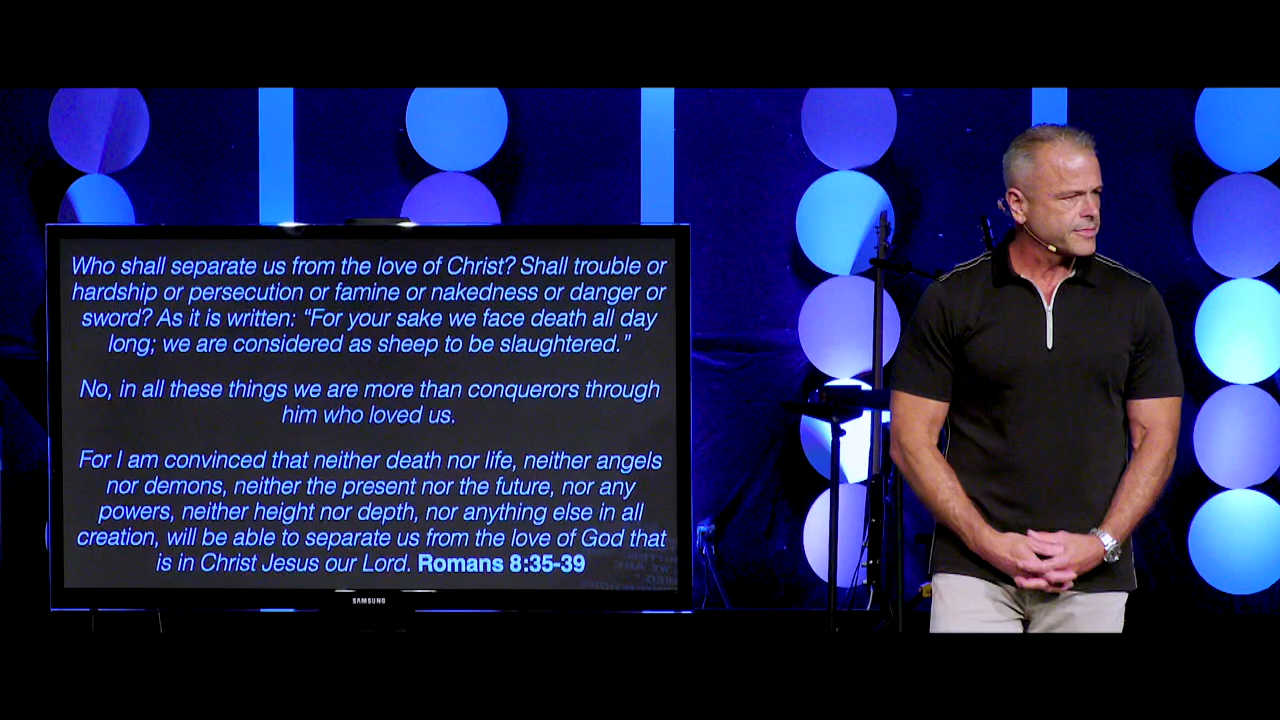 Who shall separate us from the love of Christ? Shall trouble or
hardship or persecution or famine or nakedness or danger or
sword? As it is written: “For your sake we face death all day
long; we are considered as sheep to be slaughtered.”
No, in all these things we are more than conquerors through
him who loved us.
For I am convinced that neither death nor life, neither angels
nor demons, neither the present nor the future, nor any
powers, neither height nor depth, nor anything else in all
creation, will be able to separate us from the love of God that
is in Christ Jesus our Lord. Romans 8:35-39
SAMSUNG